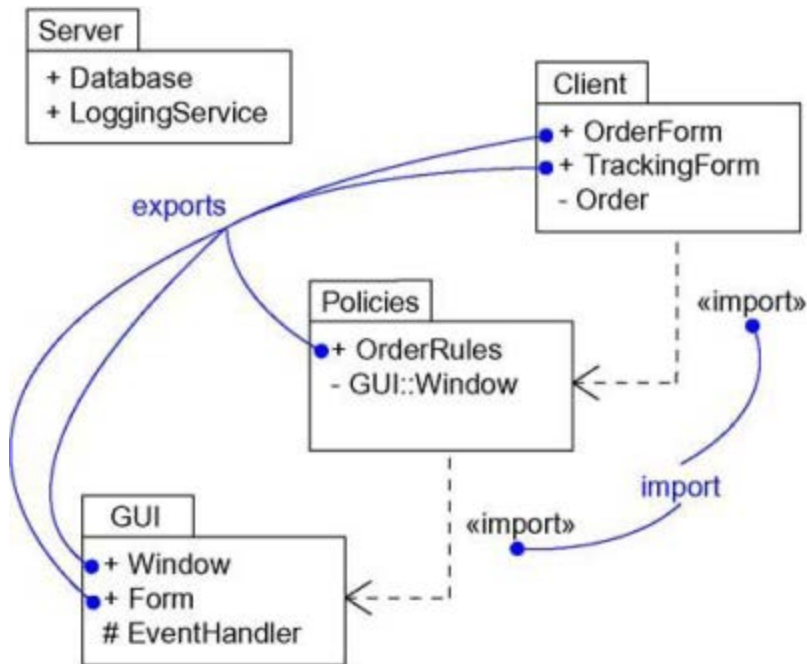 Server
+ Database
+ LoggingService
Client
+ OrderForm
+ TrackingForm
- Order
exports
Policies
+ OrderRules
- GUI::Window
«import»
import
«import»
GUI
+ Window
+ Form
# EventHandler